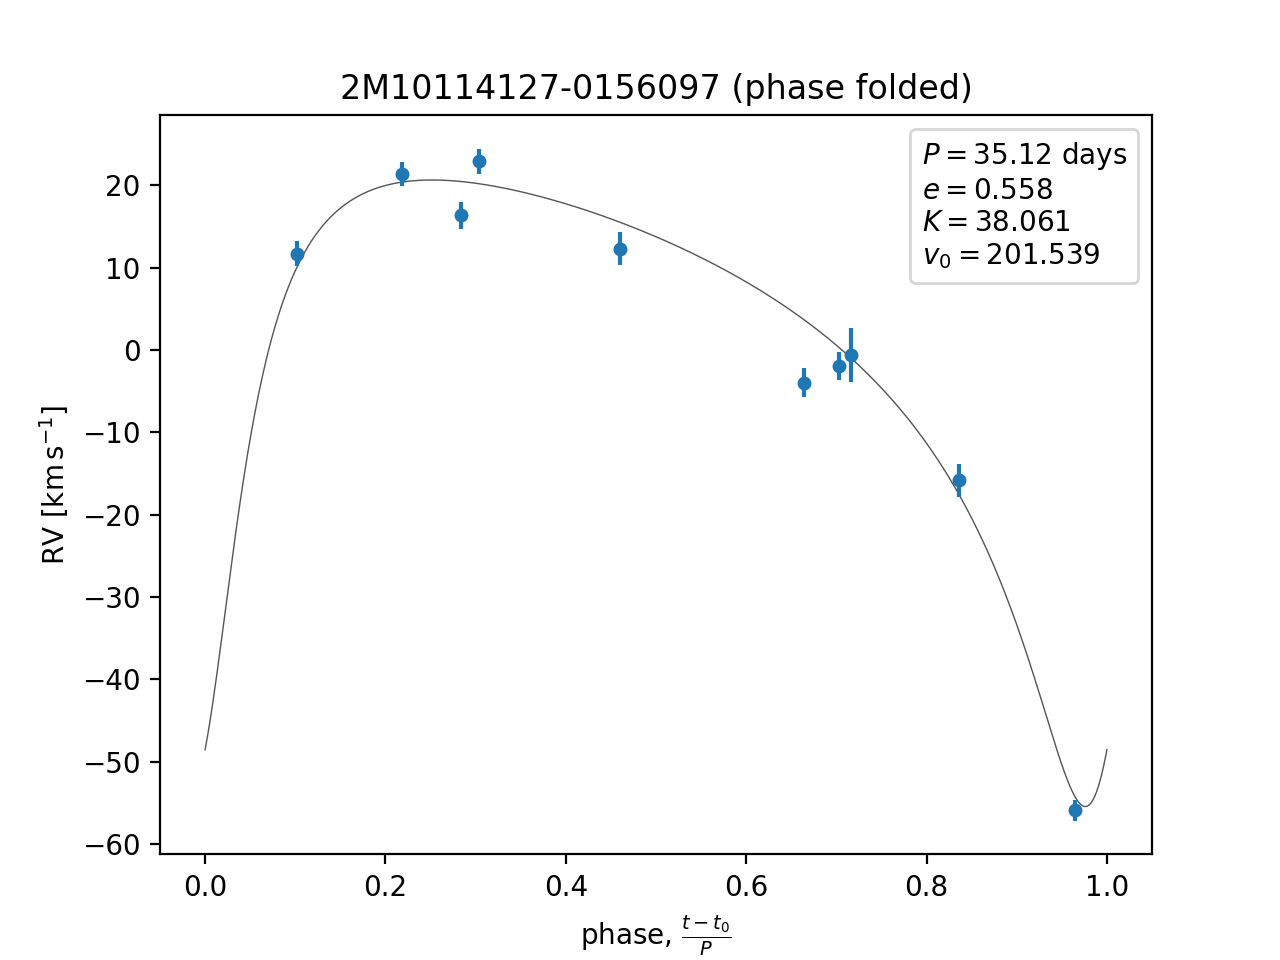 2M10114127-0156097 (phase folded)
P = 35.12 days
e = 0.558
K = 38.061
v₀ = 201.539
RV [km s⁻¹]
20
10
0
−10
−20
−30
−40
−50
−60
0.0 0.2 0.4 0.6 0.8 1.0
phase, (t − t₀)/P